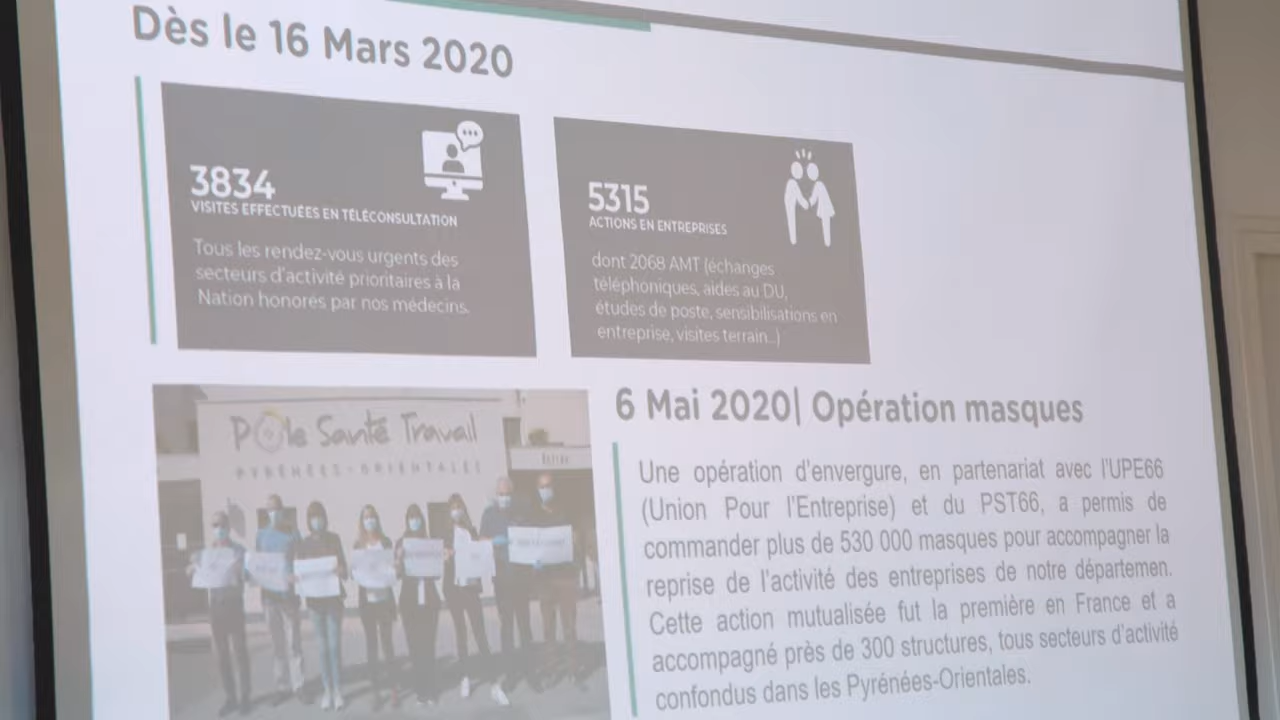 Dès le 16 Mars 2020
3834
VISITES EFFECTUÉES EN TÉLÉCONSULTATION
Tous les rendez-vous urgents des
secteurs d'activité prioritaires à la
Nation honorés par nos médecins.
5315
ACTIONS EN ENTREPRISES
dont 2068 AMT (échanges
téléphoniques, aides au DU,
études de poste, sensibilisations en
entreprise, visites terrain...)
Pôle Santé Travail
PYRÉNÉES-ORIENTALES
6 Mai 2020| Opération masques
Une opération d'envergure, en partenariat avec l'UPE66
(Union Pour l'Entreprise) et du PST66, a permis de
commander plus de 530 000 masques pour accompagner la
reprise de l'activité des entreprises de notre départemen.
Cette action mutualisée fut la première en France et a
accompagné près de 300 structures, tous secteurs d'activité
confondus dans les Pyrénées-Orientales.